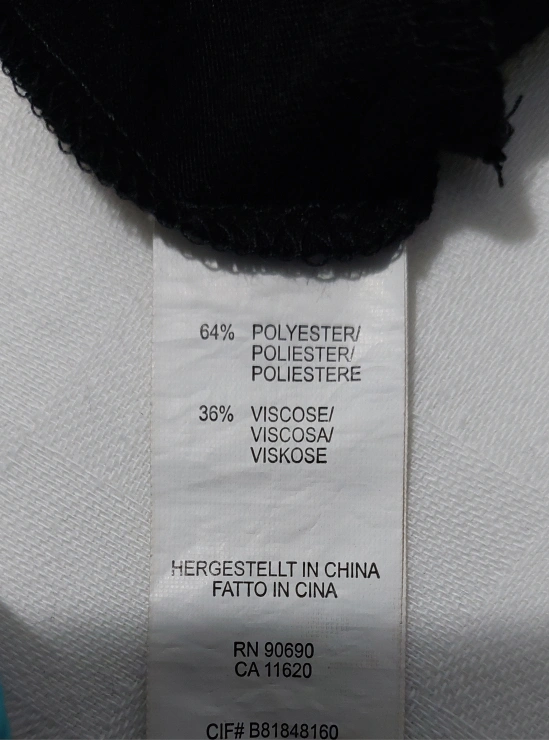 64% POLYESTER/
POLIESTER/
POLIESTERE
36% VISCOSE/
VISCOSA/
VISKOSE
HERGESTELLT IN CHINA
FATTO IN CINA
RN 90690
CA 11620
CIF# B81848160